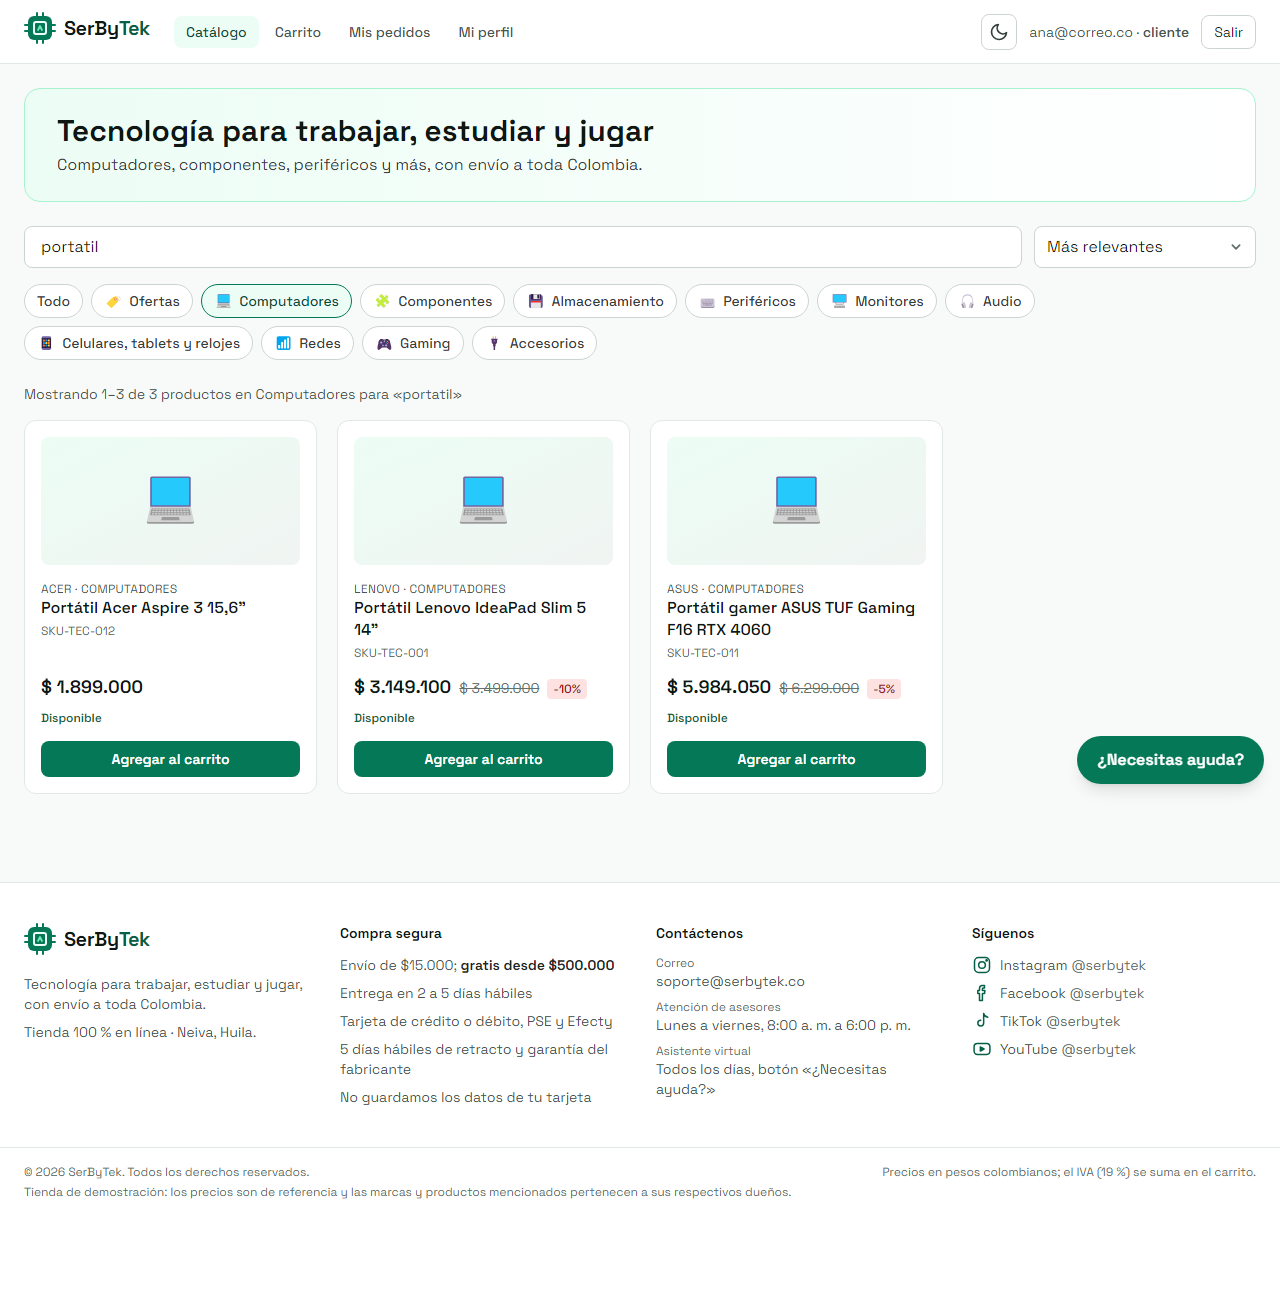 SerByTek
Catálogo
Carrito
Mis pedidos
Mi perfil
ana@correo.co · cliente
Salir
Tecnología para trabajar, estudiar y jugar
Computadores, componentes, periféricos y más, con envío a toda Colombia.
portatil
Más relevantes
Todo
Ofertas
Computadores
Componentes
Almacenamiento
Periféricos
Monitores
Audio
Celulares, tablets y relojes
Redes
Gaming
Accesorios
Mostrando 1–3 de 3 productos en Computadores para «portatil»
ACER · COMPUTADORES
Portátil Acer Aspire 3 15,6”
SKU-TEC-012
$ 1.899.000
Disponible
Agregar al carrito
LENOVO · COMPUTADORES
Portátil Lenovo IdeaPad Slim 5
14”
SKU-TEC-001
$ 3.149.100 $ 3.499.000 -10%
Disponible
Agregar al carrito
ASUS · COMPUTADORES
Portátil gamer ASUS TUF Gaming
F16 RTX 4060
SKU-TEC-011
$ 5.984.050 $ 6.299.000 -5%
Disponible
Agregar al carrito
¿Necesitas ayuda?
SerByTek
Tecnología para trabajar, estudiar y jugar,
con envío a toda Colombia.
Tienda 100 % en línea · Neiva, Huila.
Compra segura
Envío de $15.000; gratis desde $500.000
Entrega en 2 a 5 días hábiles
Tarjeta de crédito o débito, PSE y Efecty
5 días hábiles de retracto y garantía del
fabricante
No guardamos los datos de tu tarjeta
Contáctenos
Correo
soporte@serbytek.co
Atención de asesores
Lunes a viernes, 8:00 a. m. a 6:00 p. m.
Asistente virtual
Todos los días, botón «¿Necesitas
ayuda?»
Síguenos
Instagram @serbytek
Facebook @serbytek
TikTok @serbytek
YouTube @serbytek
© 2026 SerByTek. Todos los derechos reservados.
Precios en pesos colombianos; el IVA (19 %) se suma en el carrito.
Tienda de demostración: los precios son de referencia y las marcas y productos mencionados pertenecen a sus respectivos dueños.